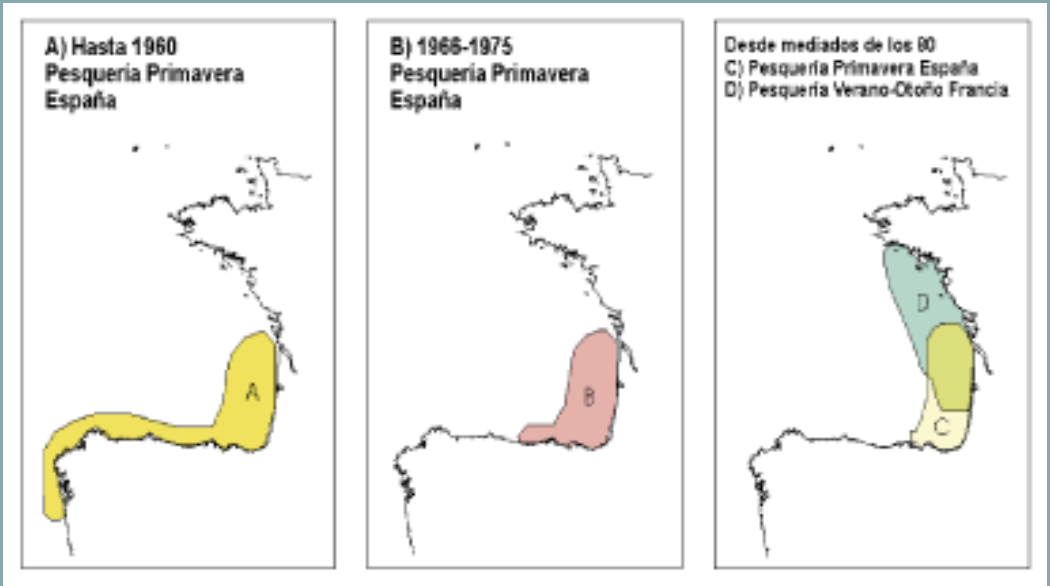 A) Hasta 1960
Pesquería Primavera
España
A
B) 1966-1975
Pesquería Primavera
España
B
Desde mediados de los 80
C) Pesquería Primavera España
D) Pesquería Verano-Otoño Francia
D
C